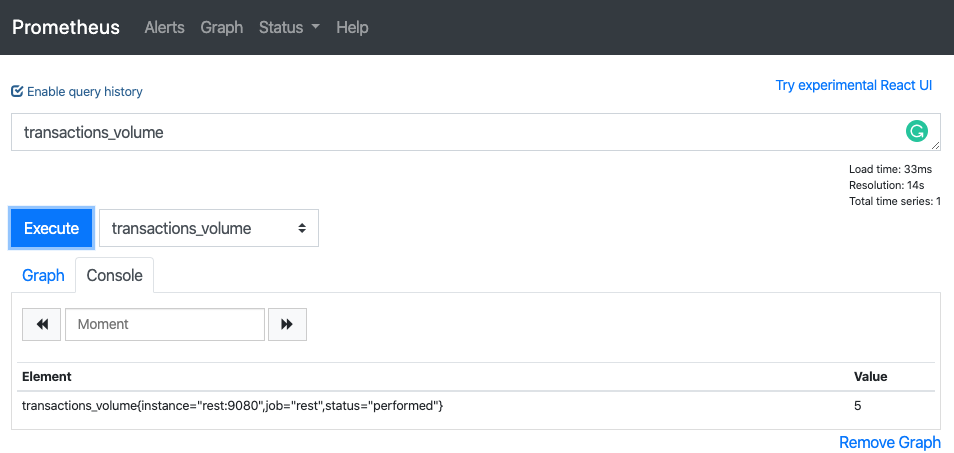 Prometheus Alerts Graph Status Help
Enable query history
Try experimental React UI
transactions_volume
Load time: 33ms
Resolution: 14s
Total time series: 1
Execute transactions_volume
Graph Console
Moment
Element Value
transactions_volume{instance="rest:9080",job="rest",status="performed"} 5
Remove Graph